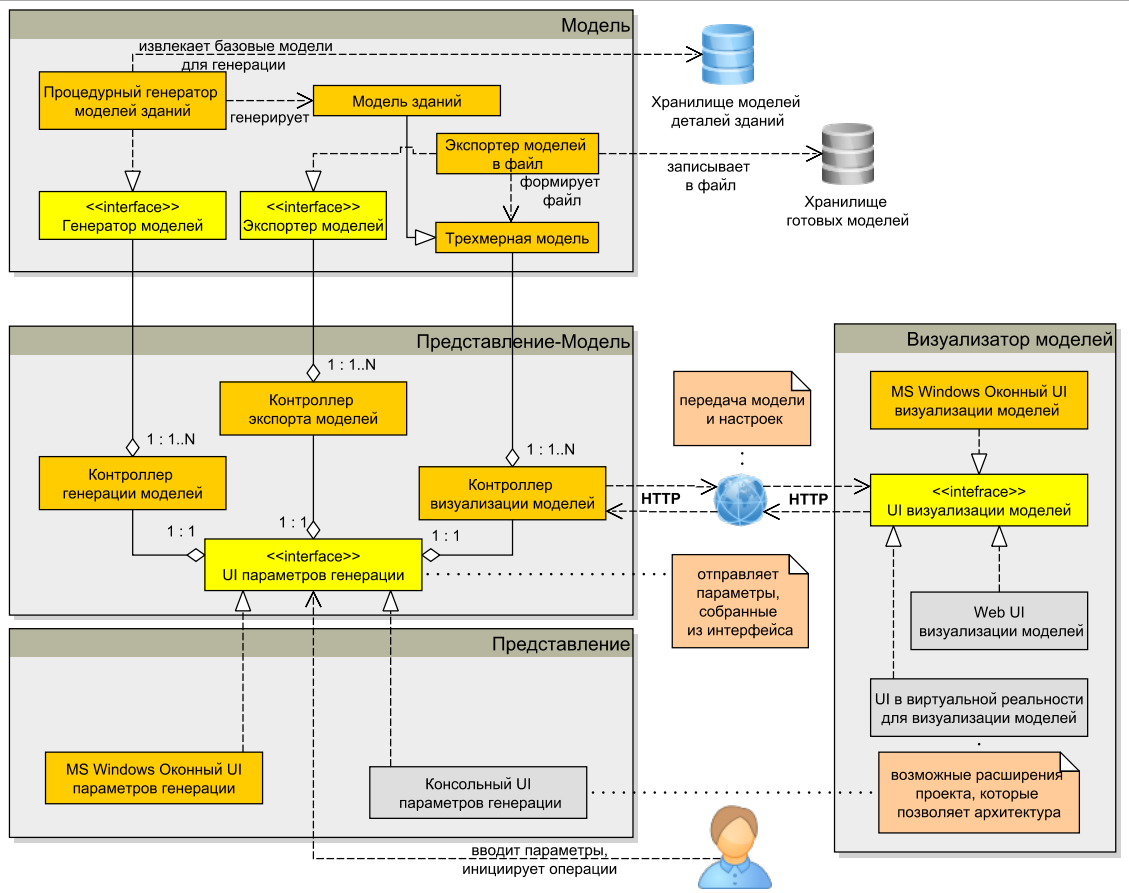 Модель
извлекает базовые модели
для генерации
Процедурный генератор
моделей зданий
генерирует
Модель зданий
Хранилище моделей
деталей зданий
Экспортер моделей
в файл
записывает
в файл
формирует
файл
Хранилище
готовых моделей
<<interface>>
Генератор моделей
<<interface>>
Экспортер моделей
Трехмерная модель
Представление-Модель
1 : 1..N
Контроллер
экспорта моделей
1 : 1..N
Контроллер
генерации моделей
1 : 1..N
Контроллер
визуализации моделей
1 : 1
1 : 1
1 : 1
<<interface>>
UI параметров генерации
передача модели
и настроек
HTTP
HTTP
отправляет
параметры,
собранные
из интерфейса
Визуализатор моделей
MS Windows Оконный UI
визуализации моделей
<<intefrace>>
UI визуализации моделей
Web UI
визуализации моделей
UI в виртуальной реальности
для визуализации моделей
возможные расширения
проекта, которые
позволяет архитектура
Представление
MS Windows Оконный UI
параметров генерации
Консольный UI
параметров генерации
вводит параметры,
инициирует операции